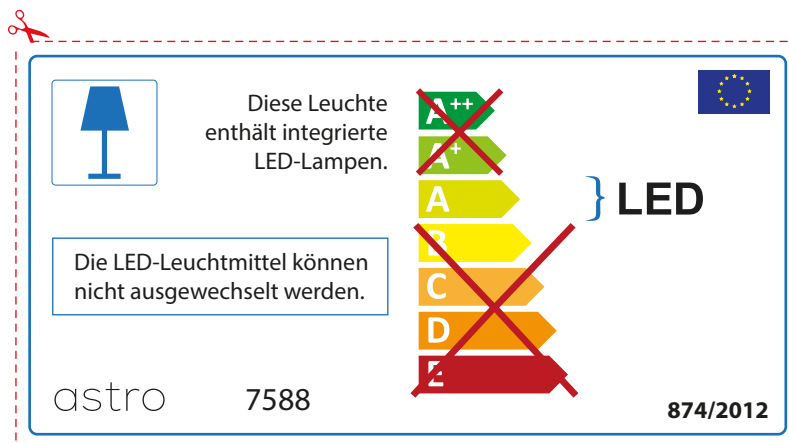 Diese Leuchte
enthält integrierte
LED-Lampen.
A++
A+
A
B
C
D
E
LED
Die LED-Leuchtmittel können
nicht ausgewechselt werden.
astro
7588
874/2012